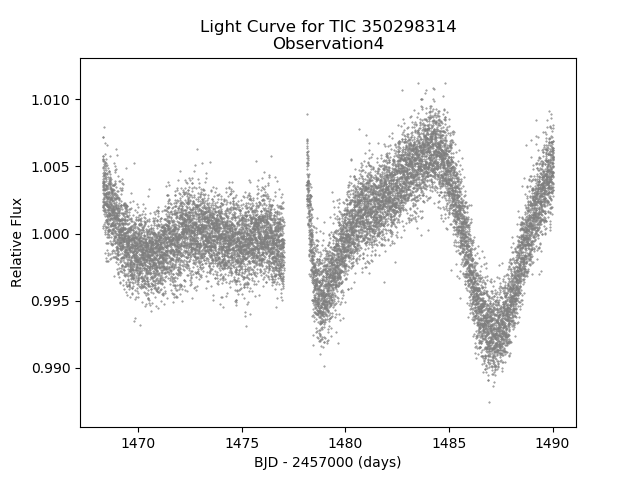 Light Curve for TIC 350298314
Observation4
1.010
1.005
1.000
0.995
0.990
Relative Flux
1470 1475 1480 1485 1490
BJD - 2457000 (days)